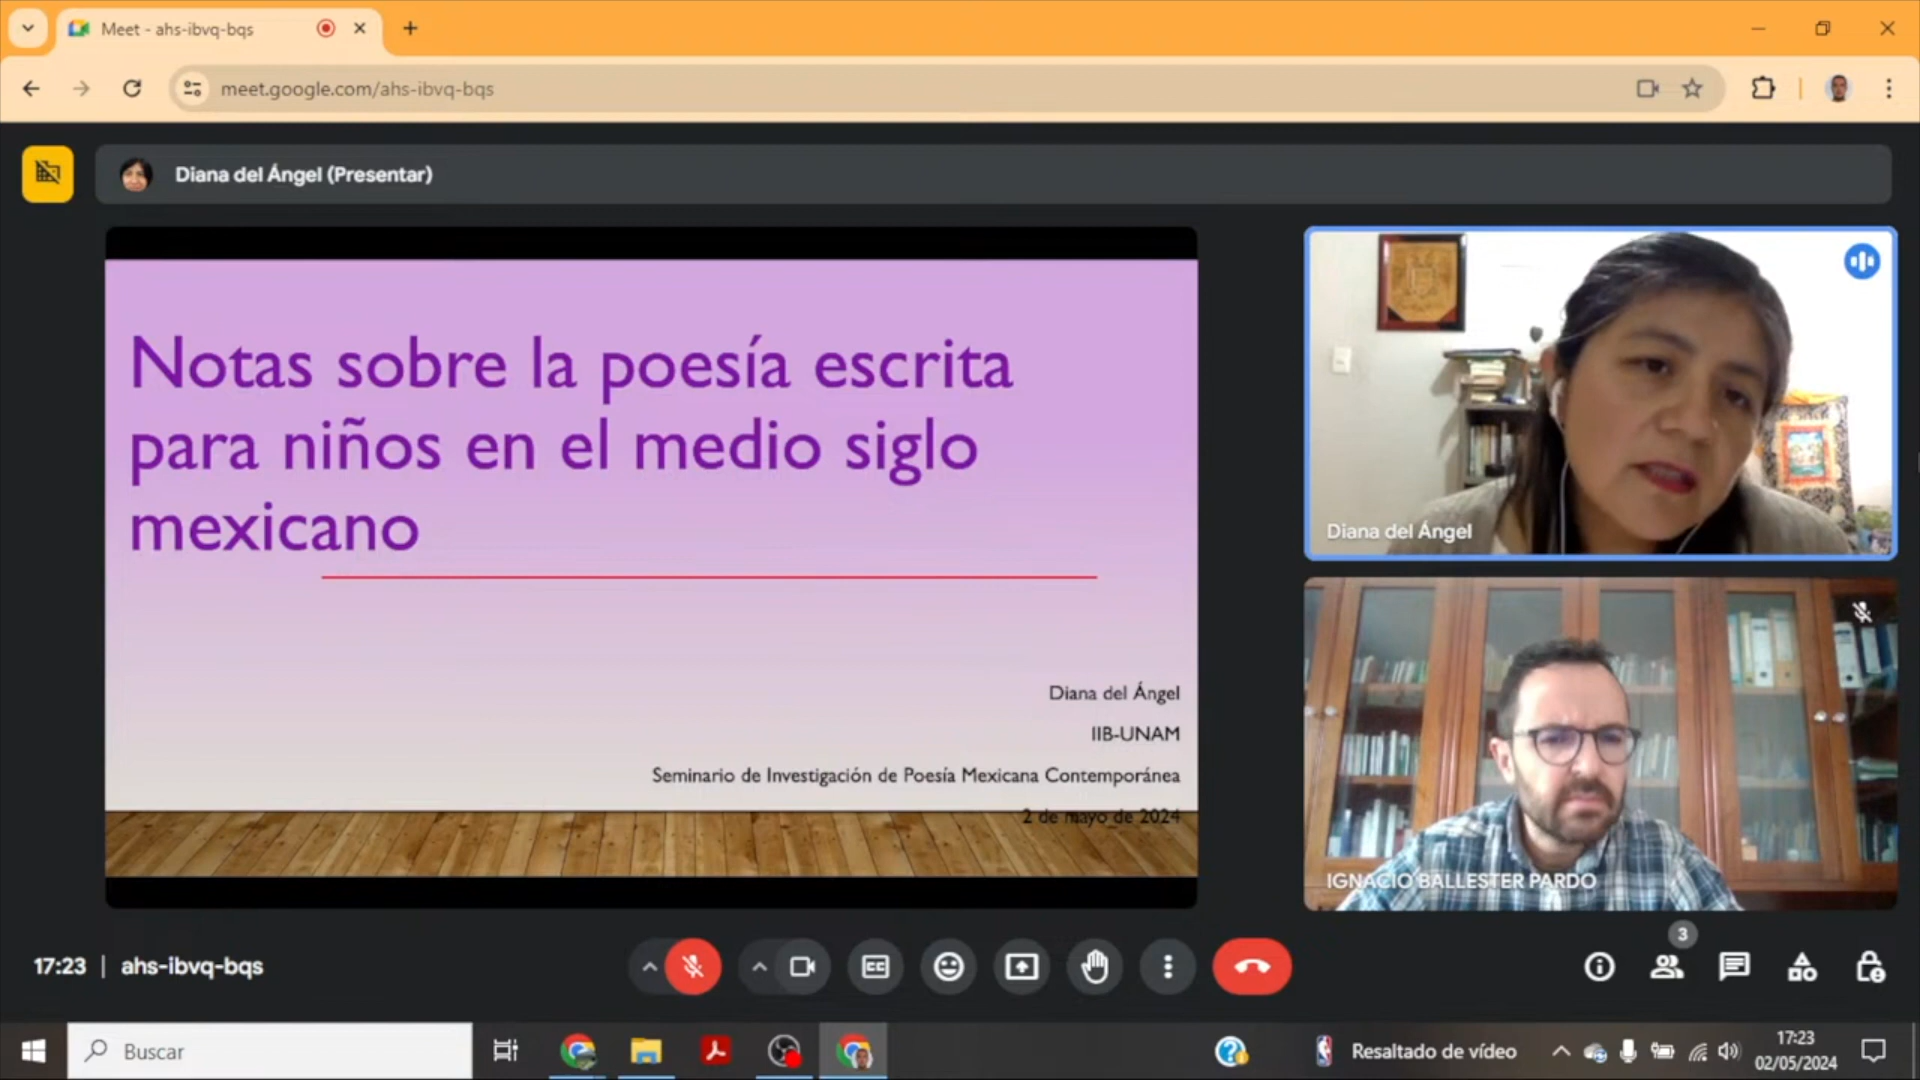 Meet - ahs-ibvq-bqs
meet.google.com/ahs-ibvq-bqs
Diana del Ángel (Presentar)
Notas sobre la poesía escrita
para niños en el medio siglo
mexicano
Diana del Ángel
IIB-UNAM
Seminario de Investigación de Poesía Mexicana Contemporánea
2 de mayo de 2024
Diana del Ángel
IGNACIO BALLESTER PARDO
17:23 | ahs-ibvq-bqs
3
Buscar
Resaltado de vídeo
17:23
02/05/2024